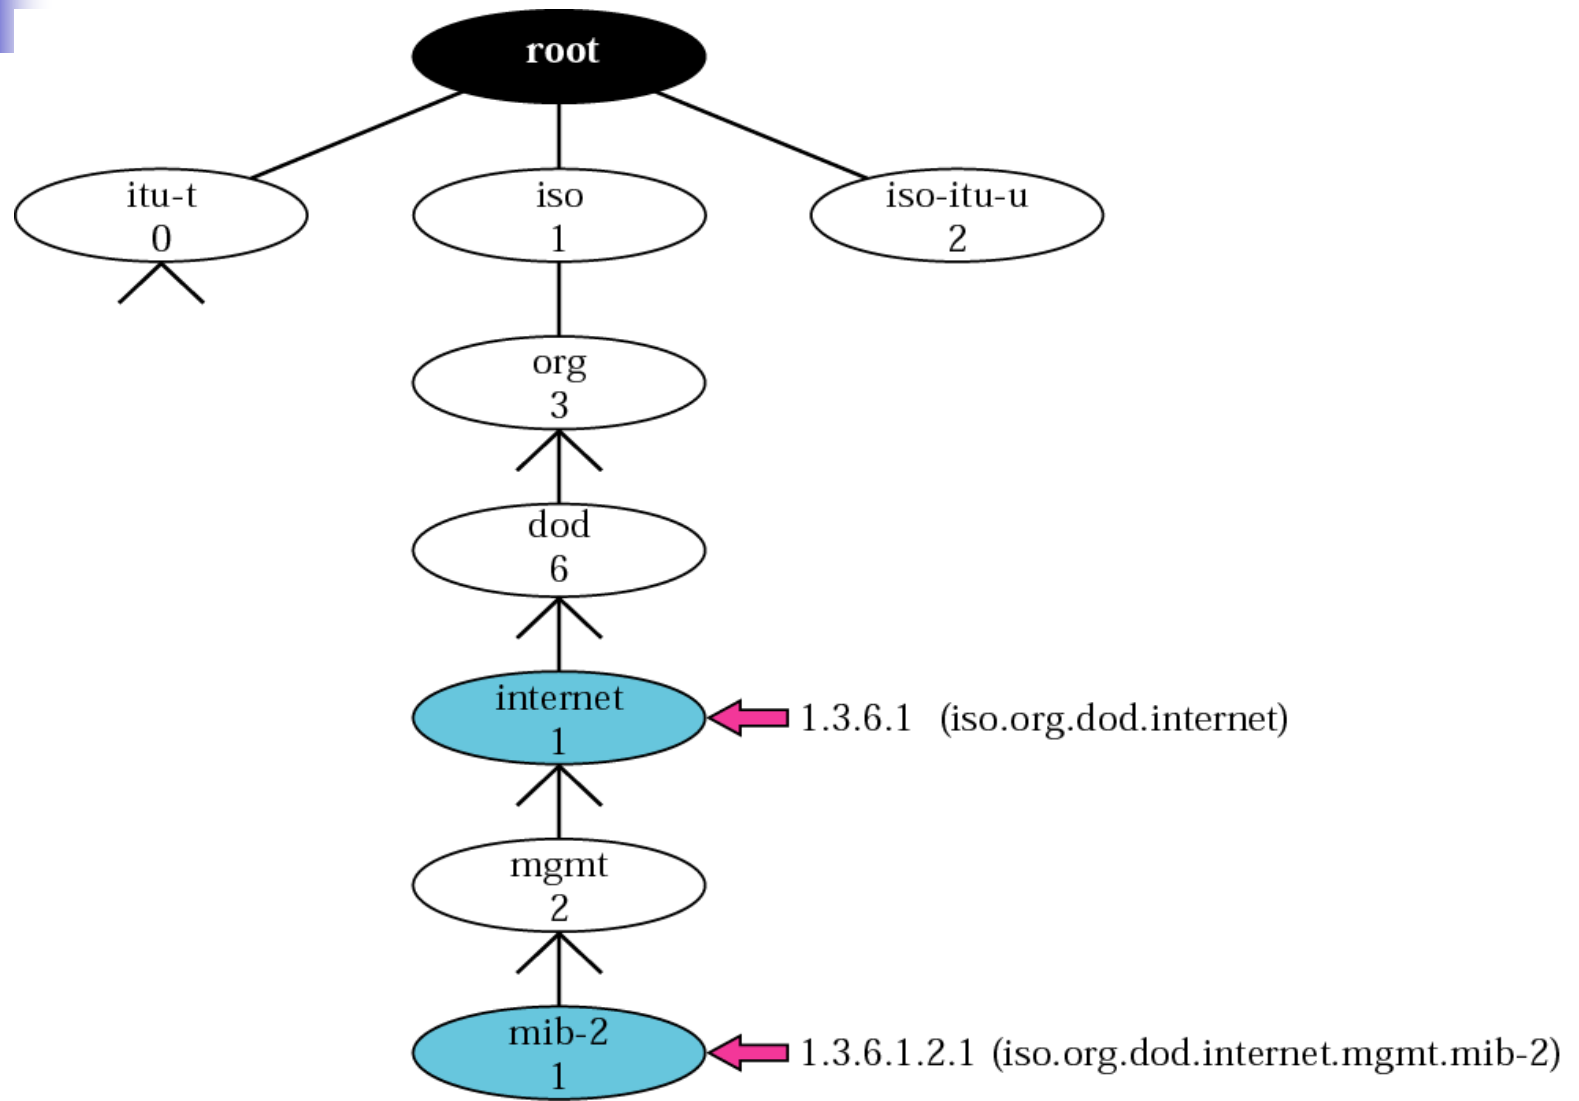 root
itu-t
0
iso
1
iso-itu-u
2
org
3
dod
6
internet
1
1.3.6.1 (iso.org.dod.internet)
mgmt
2
mib-2
1
1.3.6.1.2.1 (iso.org.dod.internet.mgmt.mib-2)